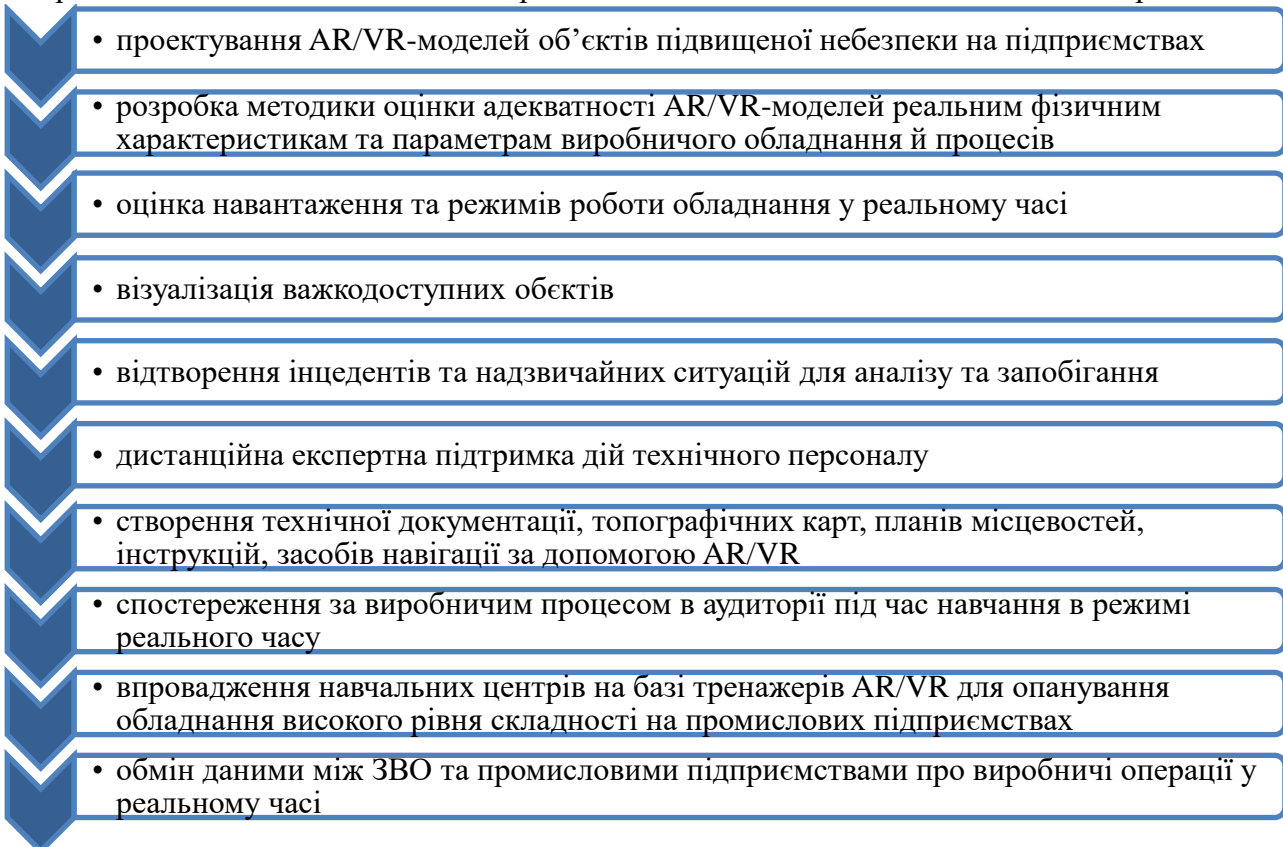 • проектування AR/VR-моделей об’єктів підвищеної небезпеки на підприємствах
• розробка методики оцінки адекватності AR/VR-моделей реальним фізичним
характеристикам та параметрам виробничого обладнання й процесів
• оцінка навантаження та режимів роботи обладнання у реальному часі
• візуалізація важкодоступних обєктів
• відтворення інцедентів та надзвичайних ситуацій для аналізу та запобігання
• дистанційна експертна підтримка дій технічного персоналу
• створення технічної документації, топографічних карт, планів місцевостей,
інструкцій, засобів навігації за допомогою AR/VR
• спостереження за виробничим процесом в аудиторії під час навчання в режимі
реального часу
• впровадження навчальних центрів на базі тренажерів AR/VR для опанування
обладнання високого рівня складності на промислових підприємствах
• обмін даними між ЗВО та промисловими підприємствами про виробничі операції у
реальному часі